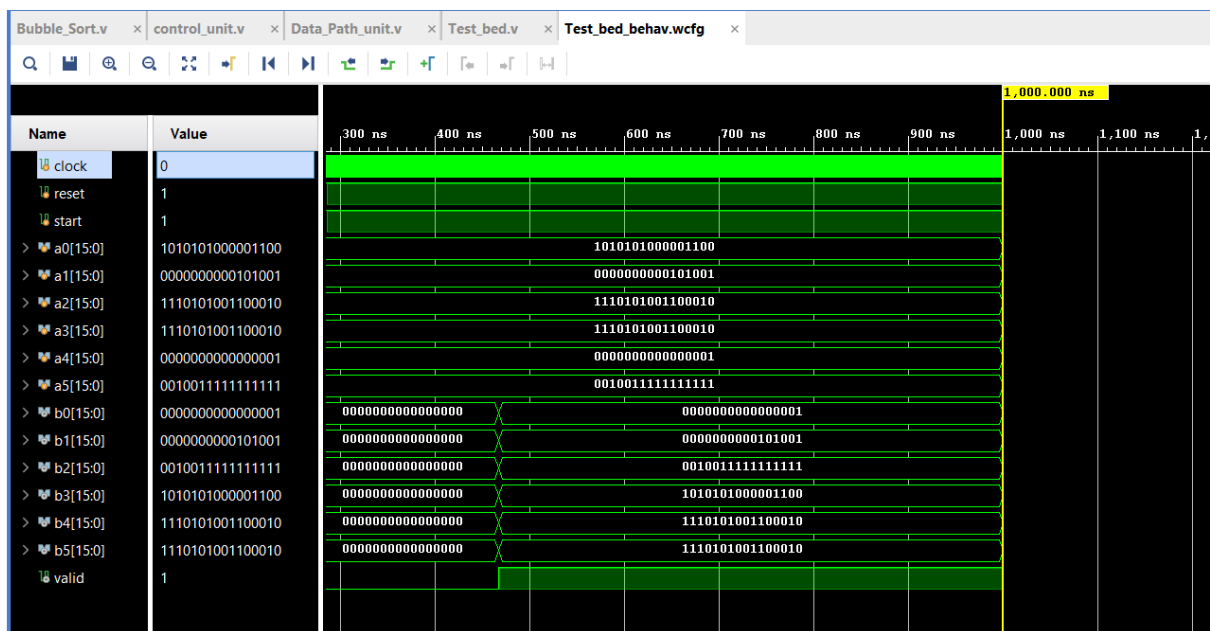 Bubble_Sort.v × control_unit.v × Data_Path_unit.v × Test_bed.v × Test_bed_behav.wcfg ×
1,000.000 ns
Name Value 300 ns 400 ns 500 ns 600 ns 700 ns 800 ns 900 ns 1,000 ns 1,100 ns 1,
clock 0
reset 1
start 1
a0[15:0] 1010101000001100 1010101000001100
a1[15:0] 0000000000101001 0000000000101001
a2[15:0] 1110101001100010 1110101001100010
a3[15:0] 1110101001100010 1110101001100010
a4[15:0] 0000000000000001 0000000000000001
a5[15:0] 0010011111111111 0010011111111111
b0[15:0] 0000000000000001 0000000000000000 0000000000000001
b1[15:0] 0000000000101001 0000000000000000 0000000000101001
b2[15:0] 0010011111111111 0000000000000000 0010011111111111
b3[15:0] 1010101000001100 0000000000000000 1010101000001100
b4[15:0] 1110101001100010 0000000000000000 1110101001100010
b5[15:0] 1110101001100010 0000000000000000 1110101001100010
valid 1